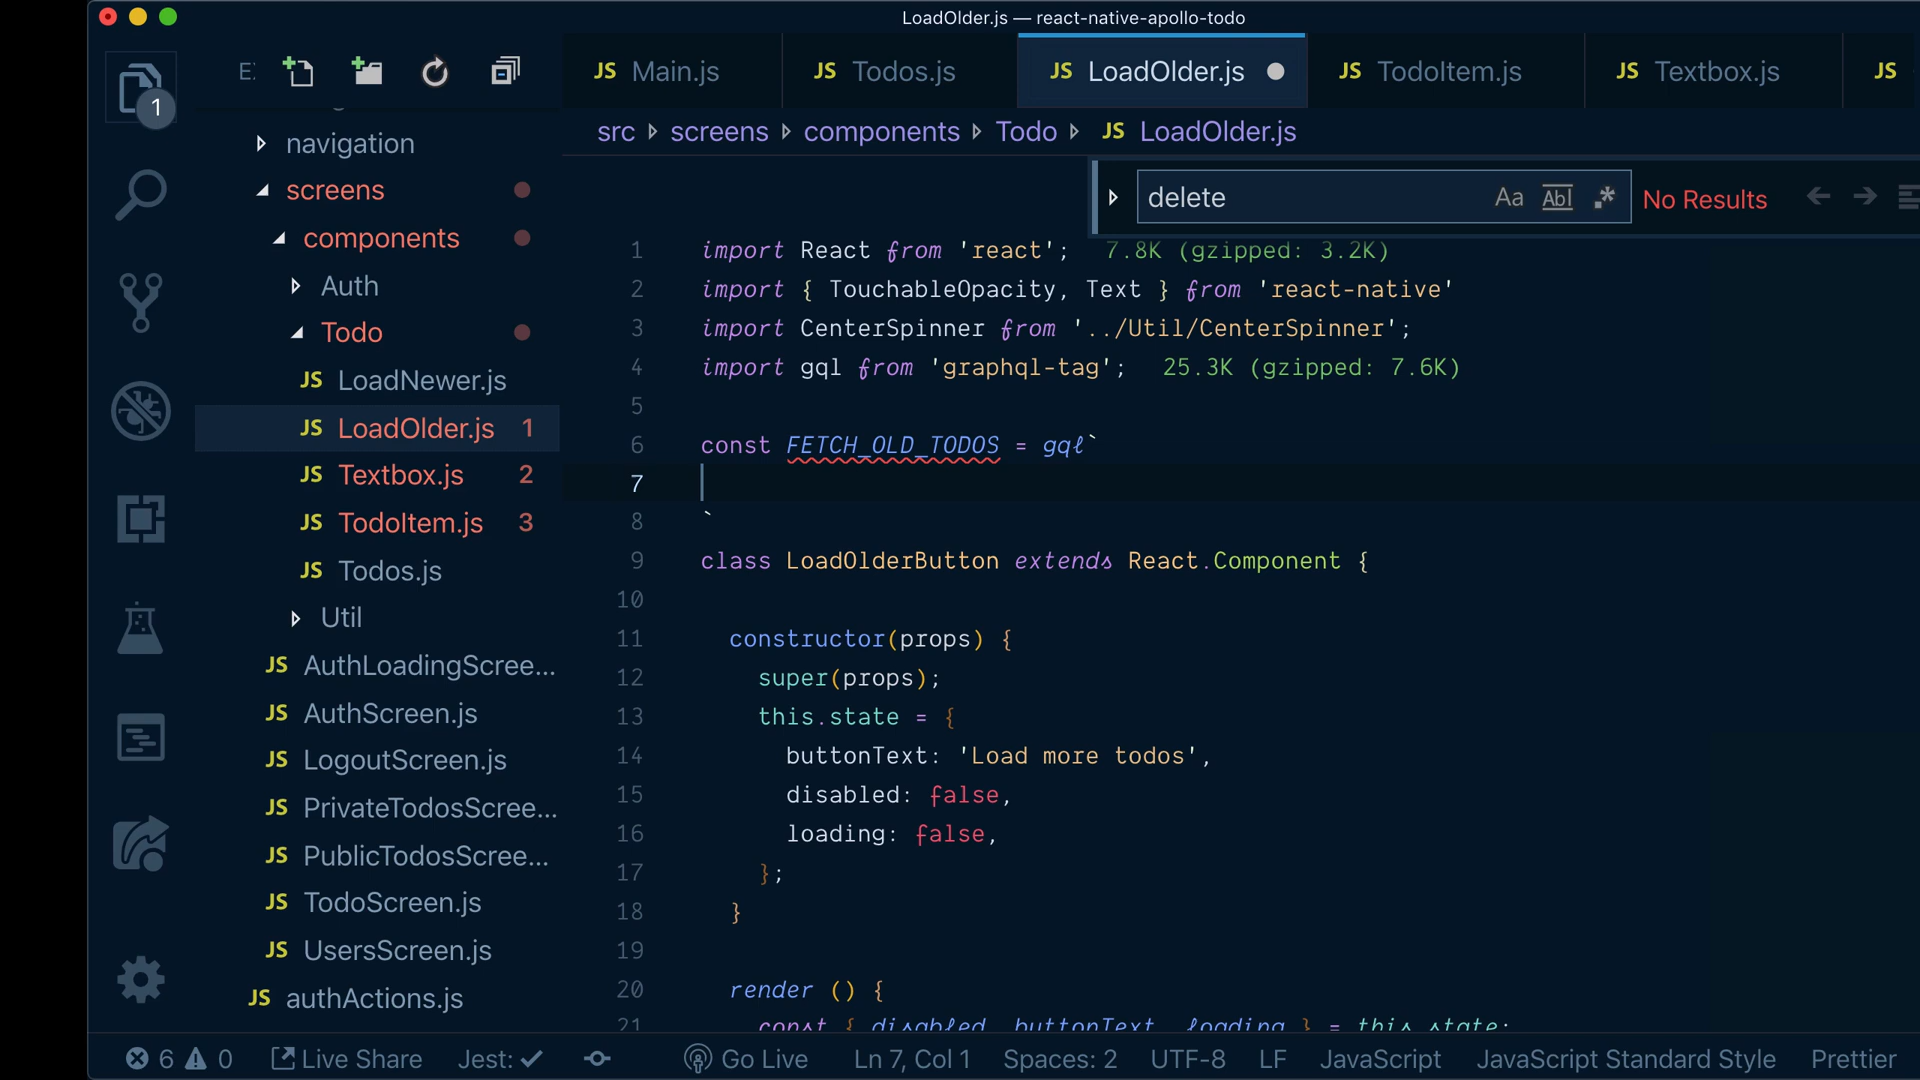 LoadOlder.js — react-native-apollo-todo
1
E:
JS Main.js
JS Todos.js
JS LoadOlder.js
JS TodoItem.js
JS Textbox.js
JS
src screens components Todo JS LoadOlder.js
delete Aa Abl .* No Results
navigation
screens
components
Auth
Todo
JS LoadNewer.js
JS LoadOlder.js 1
JS Textbox.js 2
JS TodoItem.js 3
JS Todos.js
Util
JS AuthLoadingScree...
JS AuthScreen.js
JS LogoutScreen.js
JS PrivateTodosScree...
JS PublicTodosScree...
JS TodoScreen.js
JS UsersScreen.js
JS authActions.js
1 import React from 'react'; 7.8K (gzipped: 3.2K)
2 import { TouchableOpacity, Text } from 'react-native'
3 import CenterSpinner from '../Util/CenterSpinner';
4 import gql from 'graphql-tag'; 25.3K (gzipped: 7.6K)
5
6 const FETCH_OLD_TODOS = gql`
7
8 `
9 class LoadOlderButton extends React.Component {
10
11 constructor(props) {
12 super(props);
13 this.state = {
14 buttonText: 'Load more todos',
15 disabled: false,
16 loading: false,
17 };
18 }
19
20 render () {
21 const { disabled, buttonText, loading } = this.state;
6 0 Live Share Jest: Go Live Ln 7, Col 1 Spaces: 2 UTF-8 LF JavaScript JavaScript Standard Style Prettier